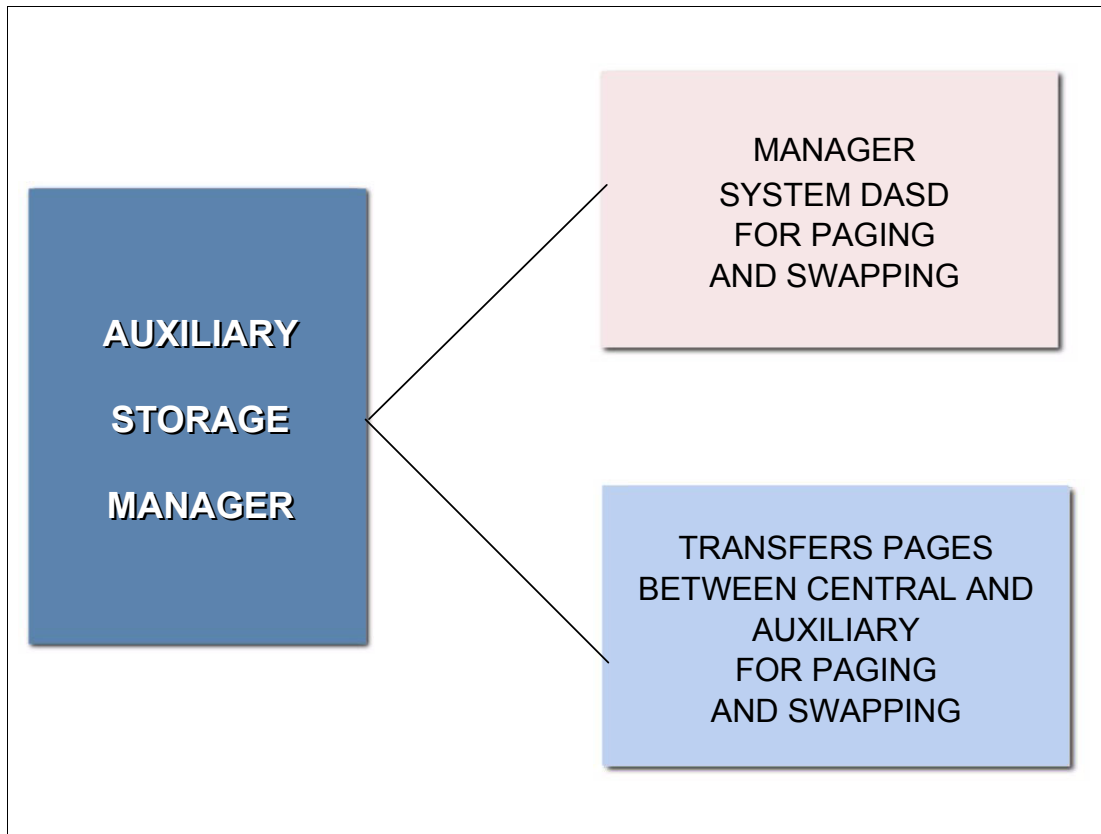 AUXILIARY
STORAGE
MANAGER
MANAGER
SYSTEM DASD
FOR PAGING
AND SWAPPING
TRANSFERS PAGES
BETWEEN CENTRAL AND
AUXILIARY
FOR PAGING
AND SWAPPING